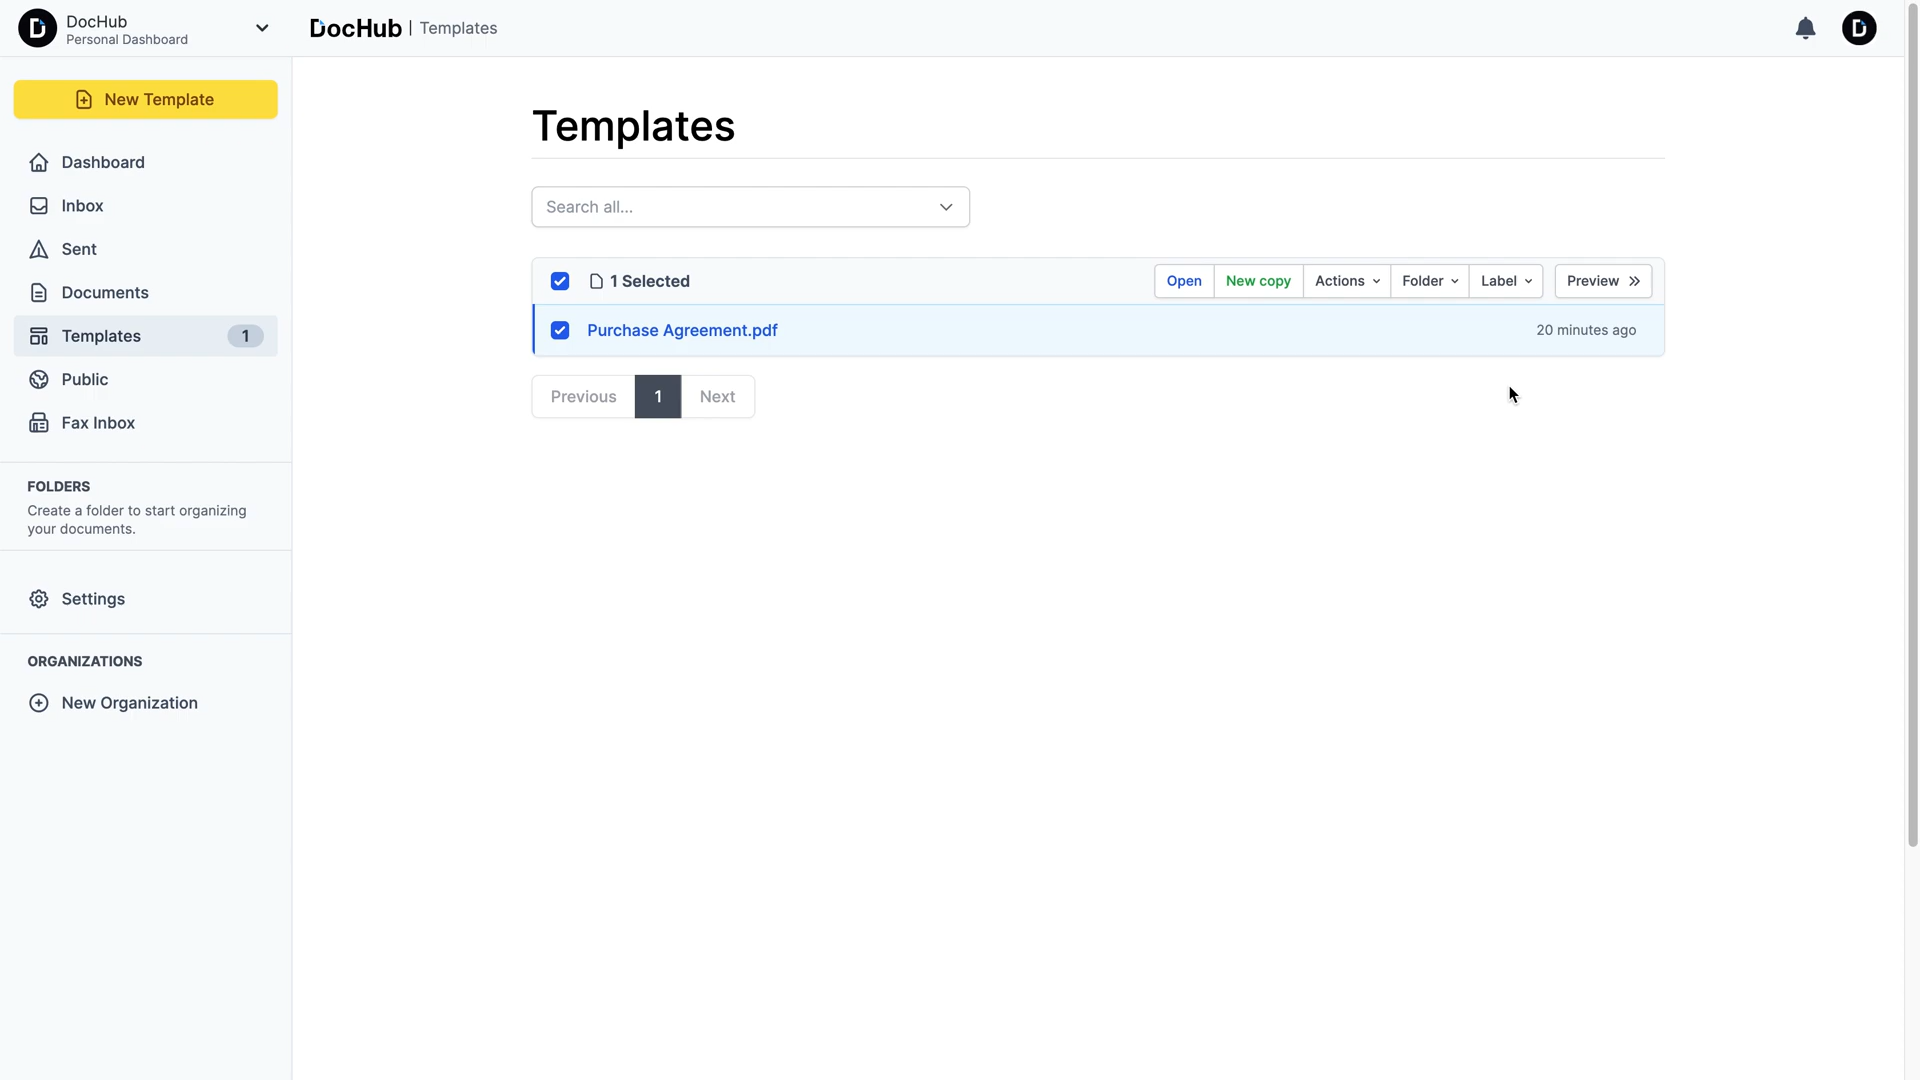 DocHub
Personal Dashboard
DocHub | Templates
New Template
Dashboard
Inbox
Sent
Documents
Templates 1
Public
Fax Inbox
FOLDERS
Create a folder to start organizing
your documents.
Settings
ORGANIZATIONS
New Organization
Templates
Search all...
1 Selected
Open New copy Actions Folder Label Preview
Purchase Agreement.pdf 20 minutes ago
Previous 1 Next